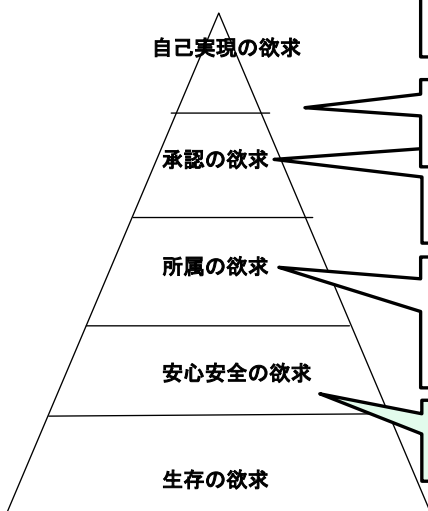 自己実現の欲求
承認の欲求
所属の欲求
安心安全の欲求
生存の欲求